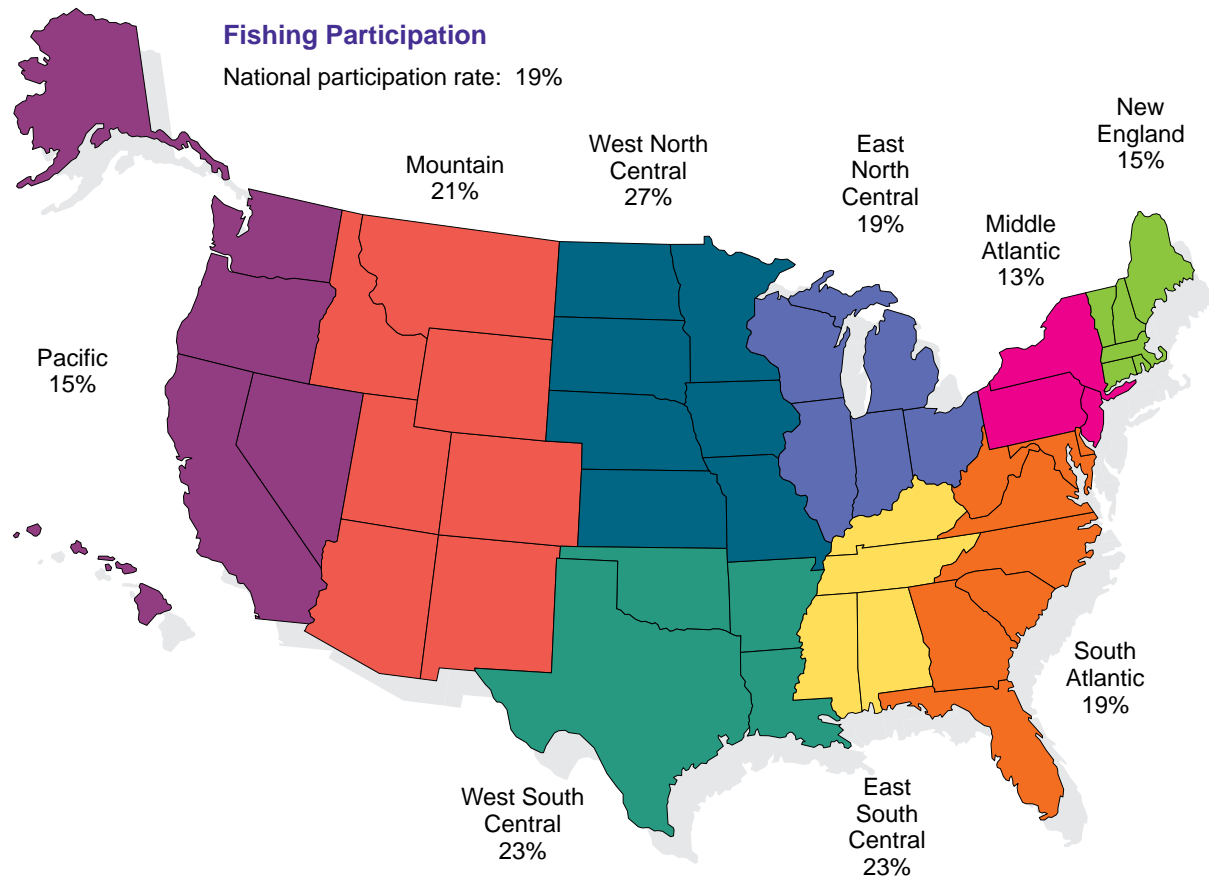 Fishing Participation
National participation rate: 19%
New
England
15%
West North
Central
27%
East
North
Central
19%
Mountain
21%
Middle
Atlantic
13%
Pacific
15%
South
Atlantic
19%
West South
Central
23%
East
South
Central
23%